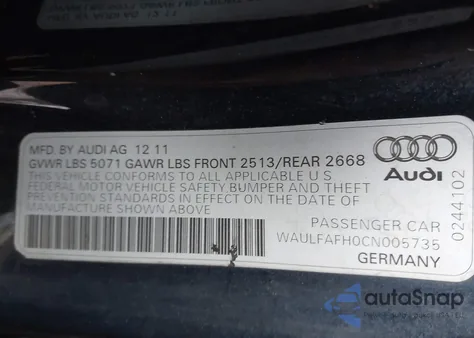 MFD. BY AUDI AG 12 11
GVWR LBS 5071 GAWR LBS FRONT 2513/REAR 2668
THIS VEHICLE CONFORMS TO ALL APPLICABLE U S
FEDERAL MOTOR VEHICLE SAFETY, BUMPER AND THEFT
PREVENTION STANDARDS IN EFFECT ON THE DATE OF
MANUFACTURE SHOWN ABOVE
Audi
0244102
PASSENGER CAR
WAULFAFH0CN005735
GERMANY
autoSnap